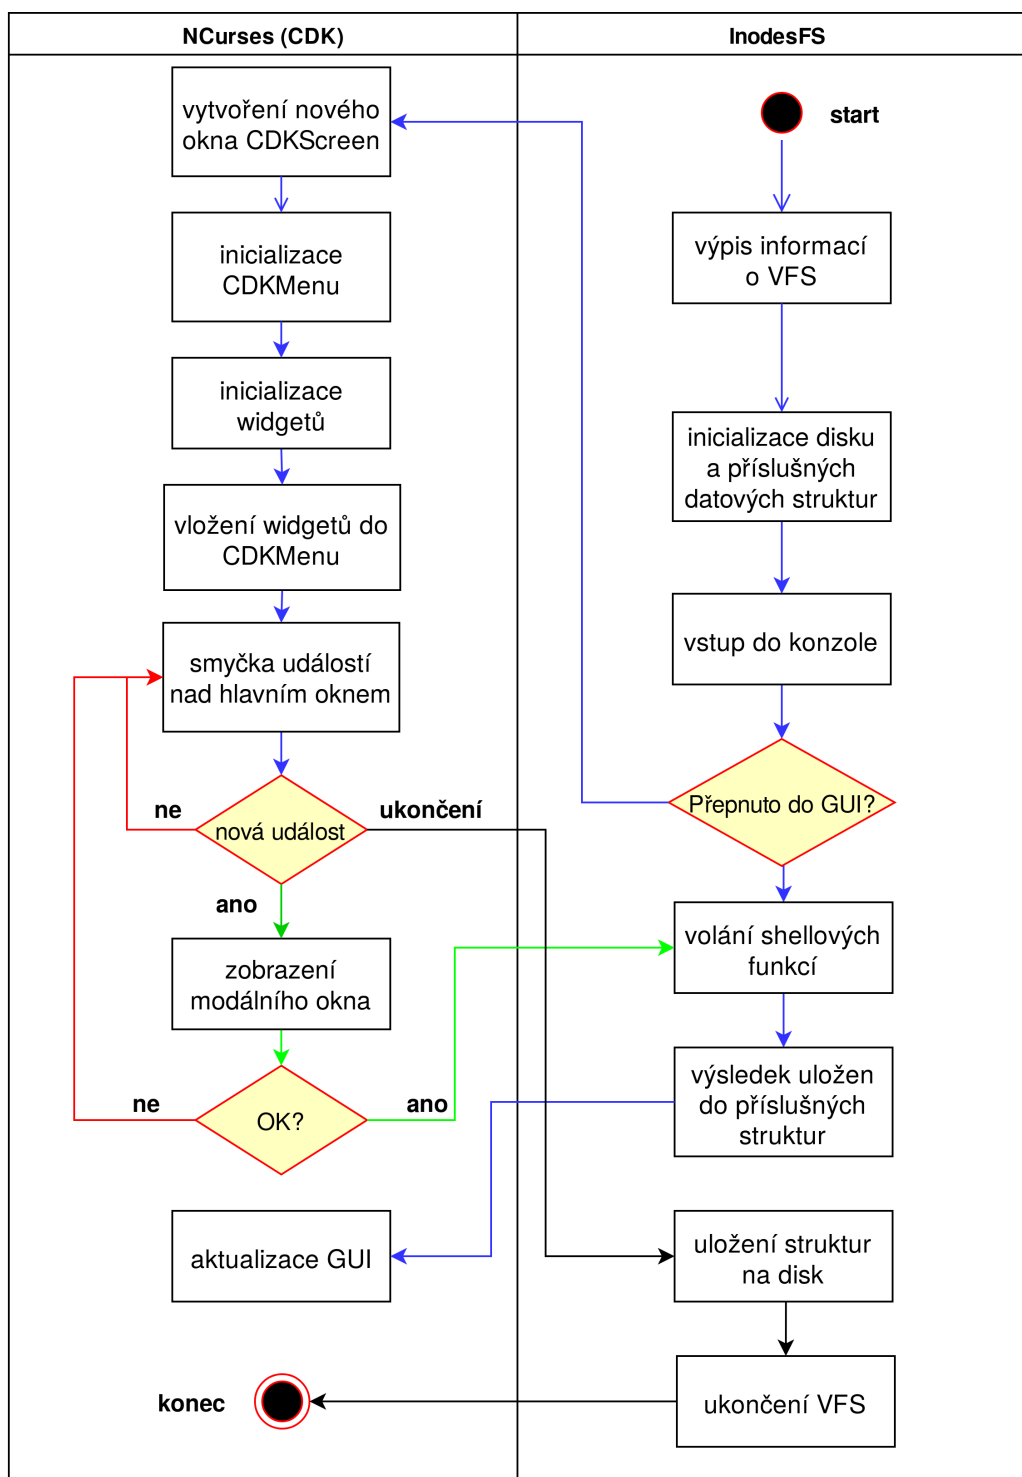 NCurses (CDK)
InodesFS
vytvoření nového
okna CDKScreen
inicializace
CDKMenu
inicializace
widgetů
vložení widgetů do
CDKMenu
smyčka událostí
nad hlavním oknem
ne
nová událost
ukončení
ano
zobrazení
modálního okna
ne
OK?
ano
aktualizace GUI
konec
start
výpis informací
o VFS
inicializace disku
a příslušných
datových struktur
vstup do konzole
Přepnuto do GUI?
volání shellových
funkcí
výsledek uložen
do příslušných
struktur
uložení struktur
na disk
ukončení VFS